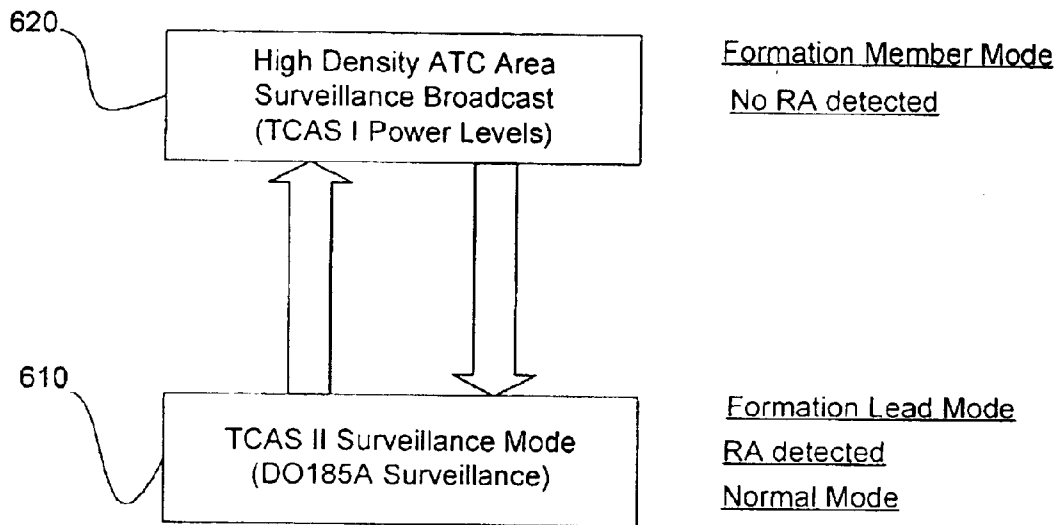 620
High Density ATC Area
Surveillance Broadcast
(TCAS I Power Levels)
Formation Member Mode
No RA detected
610
TCAS II Surveillance Mode
(DO185A Surveillance)
Formation Lead Mode
RA detected
Normal Mode